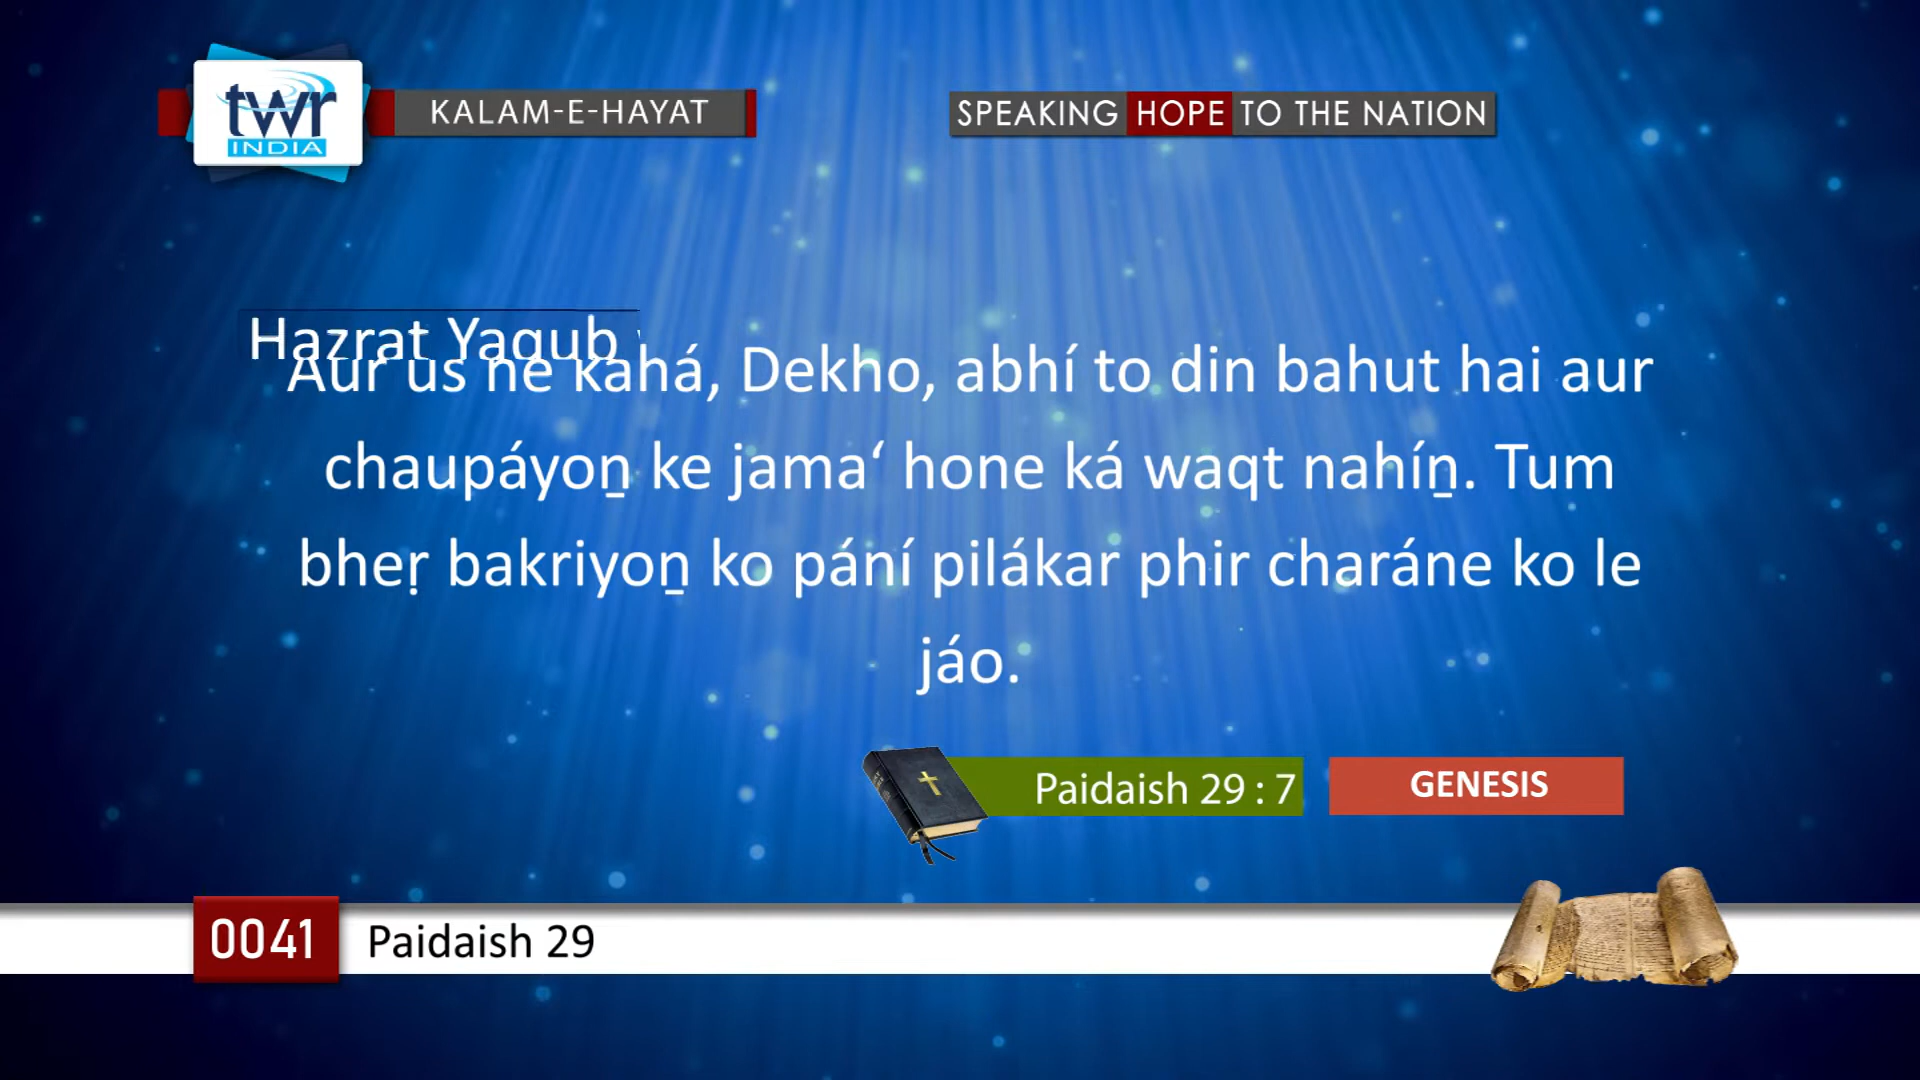 twr
INDIA
KALAM-E-HAYAT
SPEAKING HOPE TO THE NATION
Hazrat Yaqub
Aur us ne kahá, Dekho, abhí to din bahut hai aur
chaupáyoṉ ke jama‘ hone ká waqt nahíṉ. Tum
bheṛ bakriyoṉ ko pání pilákar phir charáne ko le
jáo.
Paidaish 29 : 7
GENESIS
0041
Paidaish 29